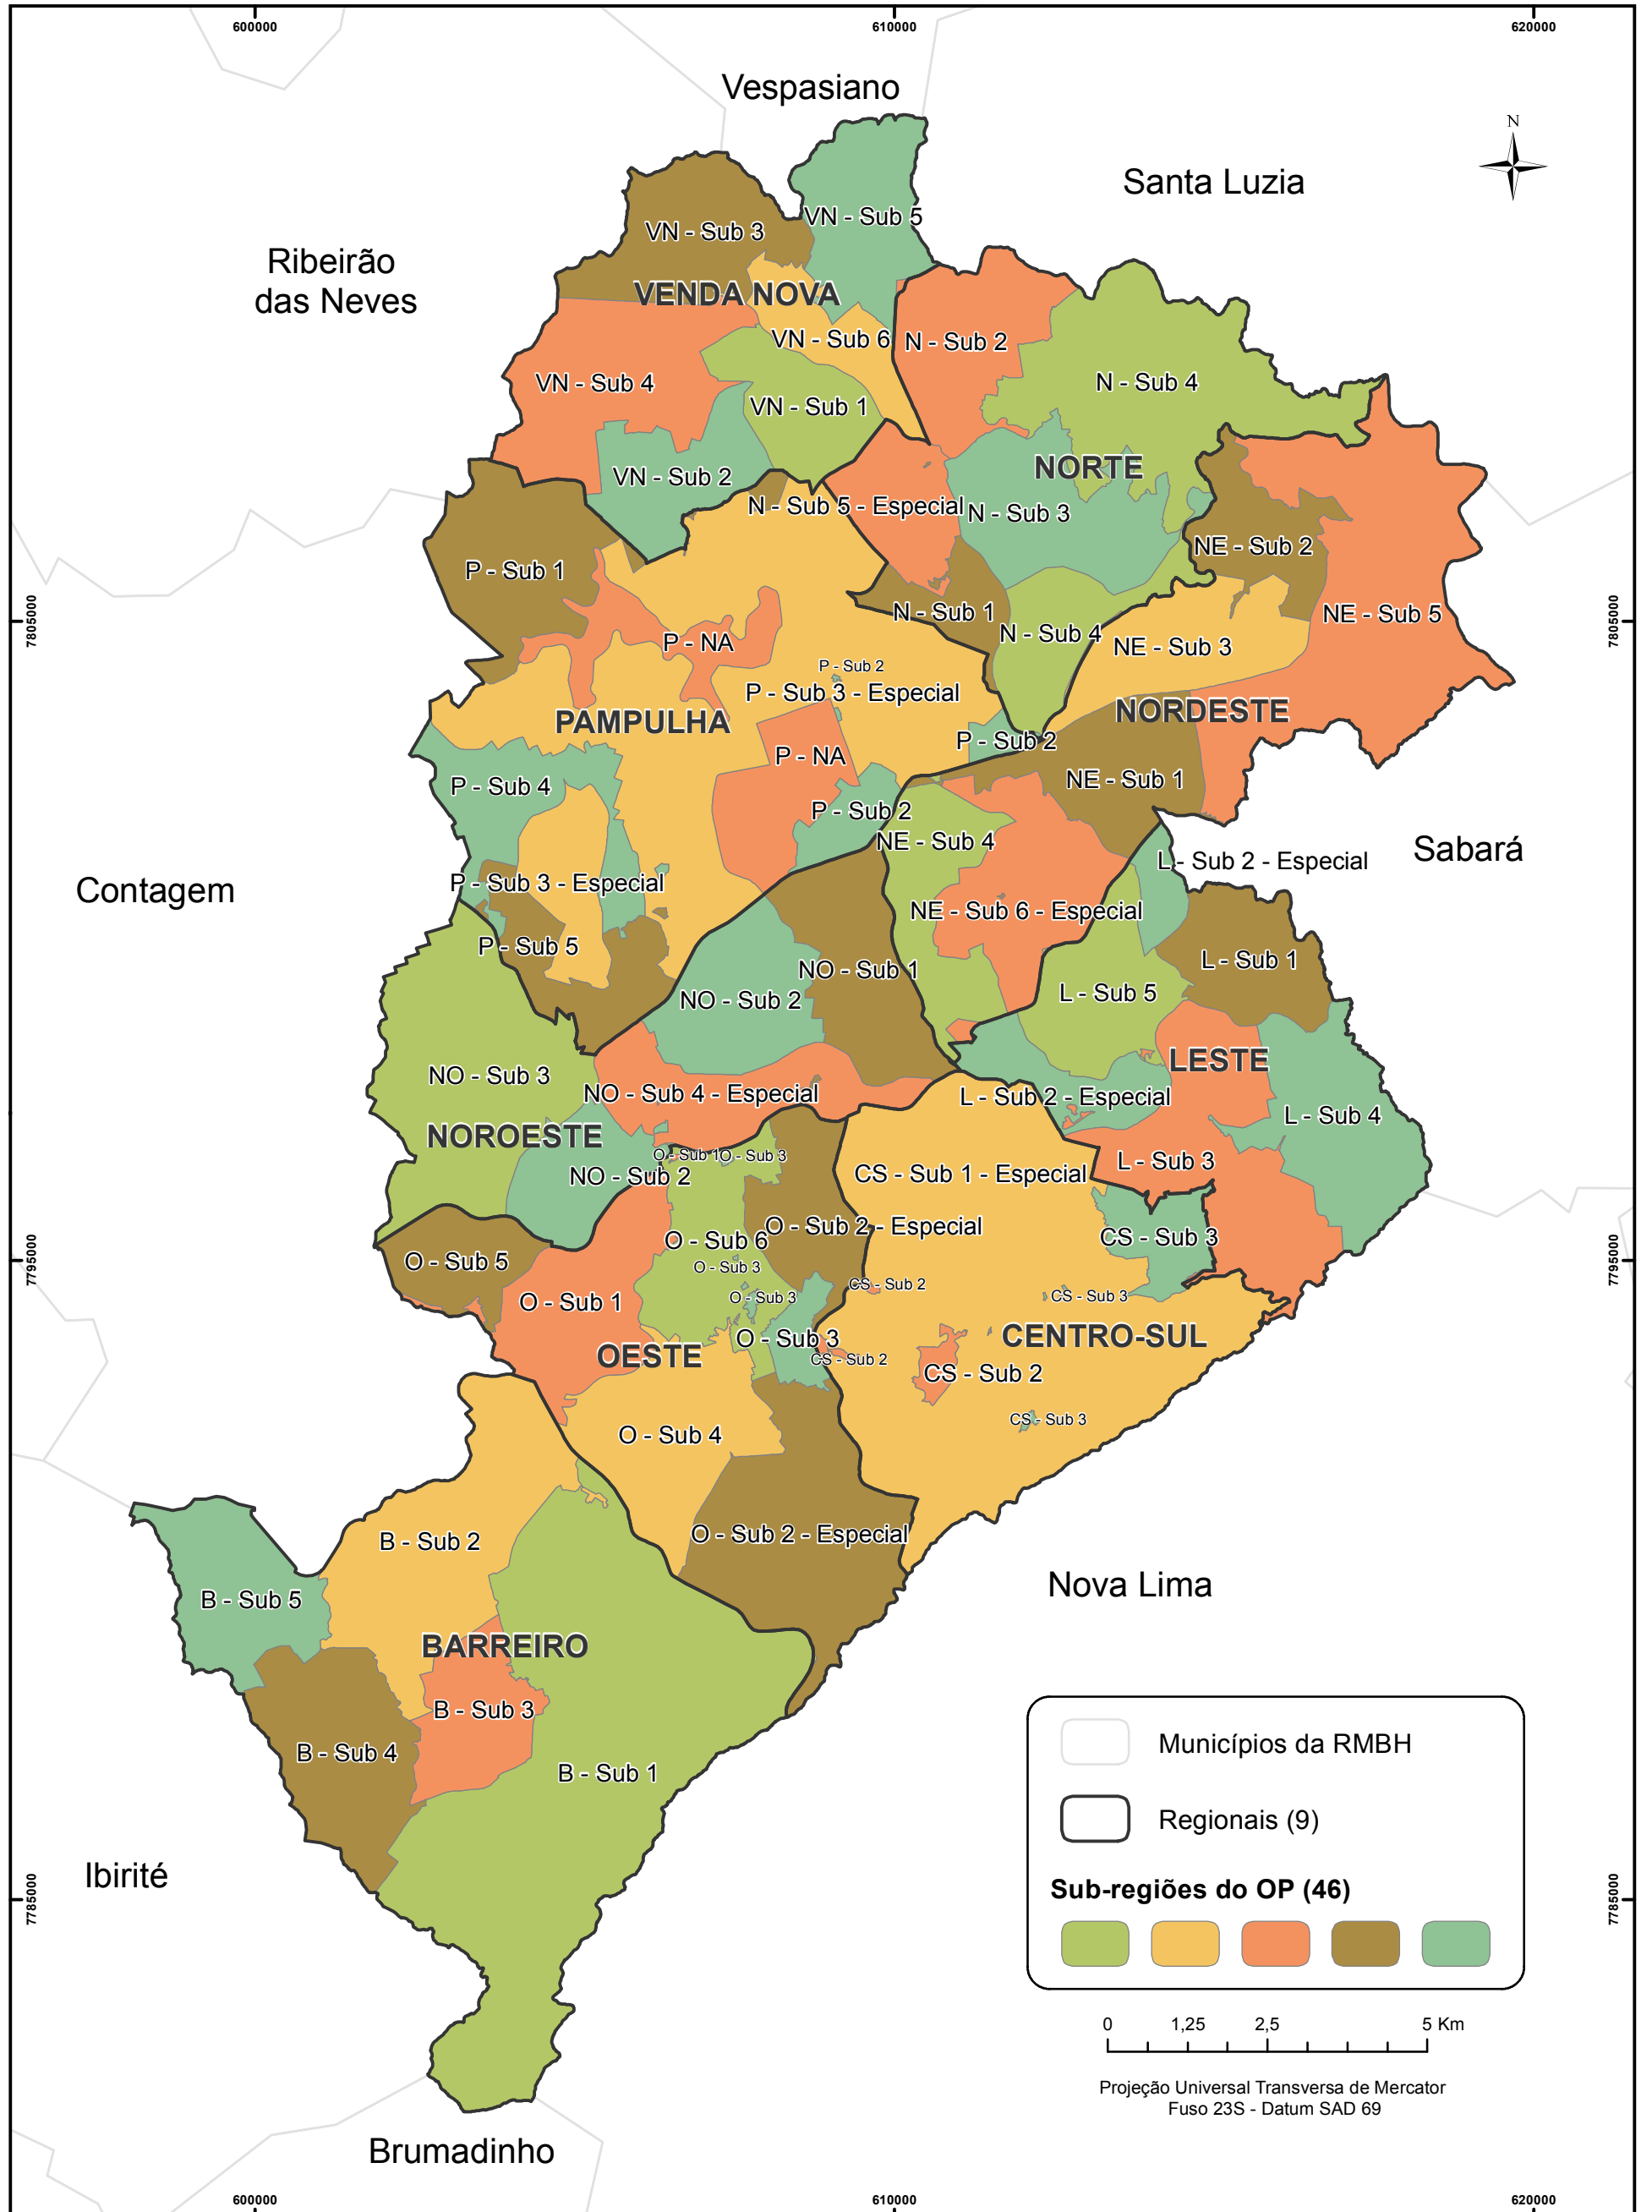 600000
610000
620000
Vespasiano
N
Santa Luzia
VN - Sub 5
VN - Sub 3
Ribeirão
das Neves
VENDA NOVA
VN - Sub 6
N - Sub 2
VN - Sub 4
N - Sub 4
VN - Sub 1
NORTE
VN - Sub 2
N - Sub 5 - Especial
N - Sub 3
NE - Sub 2
P - Sub 1
7805000
N - Sub 1
NE - Sub 5
7805000
N - Sub 4
P - NA
NE - Sub 3
P - Sub 2
P - Sub 3 - Especial
NORDESTE
PAMPULHA
P - Sub 2
P - NA
NE - Sub 1
P - Sub 4
P - Sub 2
NE - Sub 4
Sabará
L - Sub 2 - Especial
P - Sub 3 - Especial
Contagem
NE - Sub 6 - Especial
P - Sub 5
L - Sub 1
NO - Sub 1
L - Sub 5
NO - Sub 2
LESTE
NO - Sub 3
NO - Sub 4 - Especial
L - Sub 2 - Especial
L - Sub 4
NOROESTE
O - Sub 1
O - Sub 3
L - Sub 3
NO - Sub 2
CS - Sub 1 - Especial
O - Sub 2 - Especial
O - Sub 6
CS - Sub 3
O - Sub 5
O - Sub 3
7795000
7795000
CS - Sub 2
O - Sub 3
CS - Sub 3
O - Sub 1
O - Sub 3
CENTRO-SUL
OESTE
CS - Sub 2
CS - Sub 2
CS - Sub 3
O - Sub 4
O - Sub 2 - Especial
B - Sub 2
Nova Lima
B - Sub 5
BARREIRO
B - Sub 3
B - Sub 4
B - Sub 1
Municípios da RMBH
Regionais (9)
Ibirité
Sub-regiões do OP (46)
7785000
7785000
0
1,25
2,5
5 Km
Projeção Universal Transversa de Mercator
Fuso 23S - Datum SAD 69
Brumadinho
600000
610000
620000